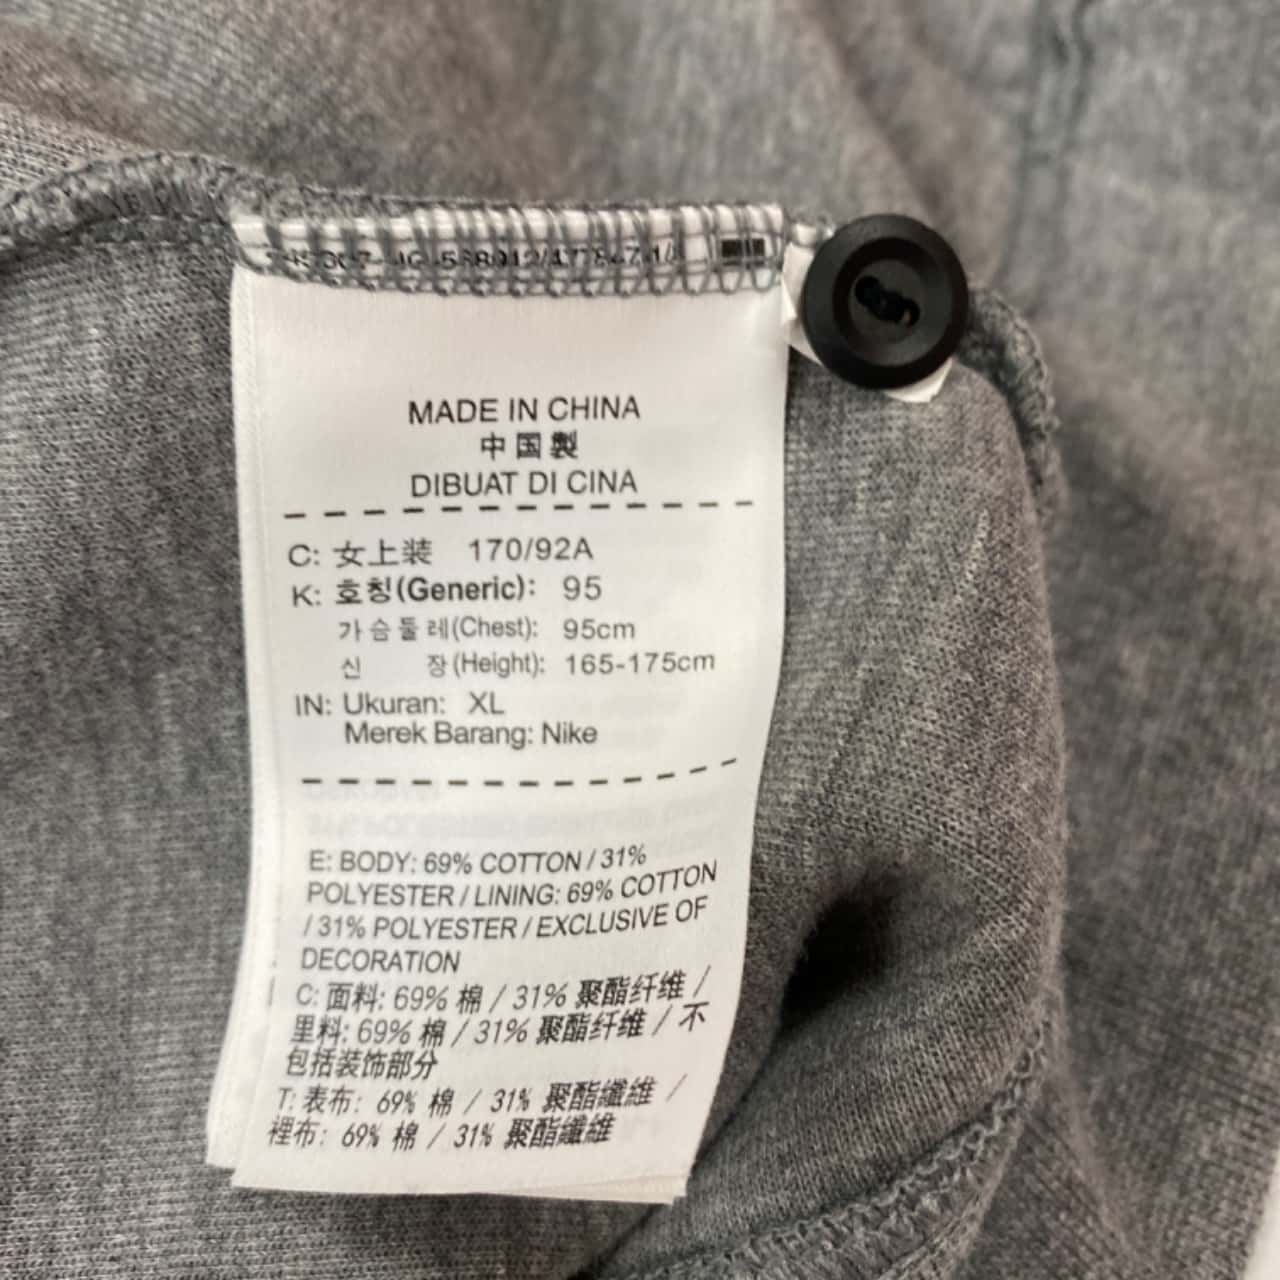 MADE IN CHINA
中国製
DIBUAT DI CINA
C: 女上装 170/92A
K: 호칭(Generic): 95
가슴둘레(Chest): 95cm
신 장(Height): 165-175cm
IN: Ukuran: XL
Merek Barang: Nike
E: BODY: 69% COTTON / 31%
POLYESTER / LINING: 69% COTTON
/ 31% POLYESTER / EXCLUSIVE OF
DECORATION
C: 面料: 69% 棉 / 31% 聚酯纤维 /
里料: 69% 棉 / 31% 聚酯纤维 / 不
包括装饰部分
T: 表布: 69% 棉 / 31% 聚酯纖維 /
裡布: 69% 棉 / 31% 聚酯纖維